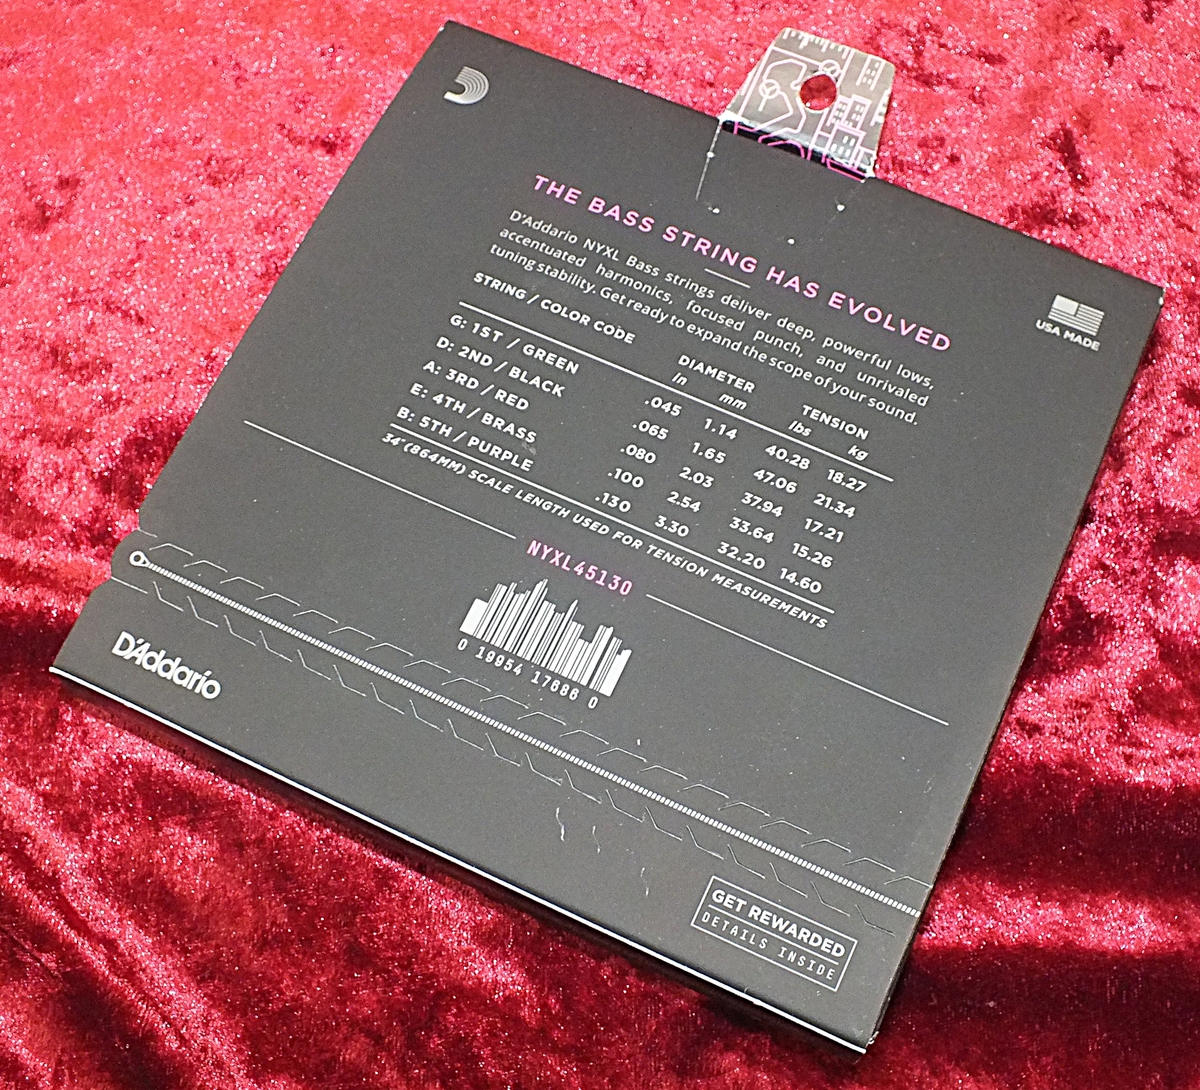 THE BASS STRING HAS EVOLVED
D'Addario NYXL Bass strings deliver deep, powerful lows,
accentuated harmonics, focused punch, and unrivaled
tuning stability. Get ready to expand the scope of your sound.
USA MADE
STRING / COLOR CODE DIAMETER TENSION
in mm lbs kg
G: 1ST / GREEN .045 1.14 40.28 18.27
D: 2ND / BLACK .065 1.65 47.06 21.34
A: 3RD / RED .080 2.03 37.94 17.21
E: 4TH / BRASS .100 2.54 33.64 15.26
B: 5TH / PURPLE .130 3.30 32.20 14.60
34" (864MM) SCALE LENGTH USED FOR TENSION MEASUREMENTS
NYXL45130
0 19954 17686 0
D'Addario
GET REWARDED
DETAILS INSIDE